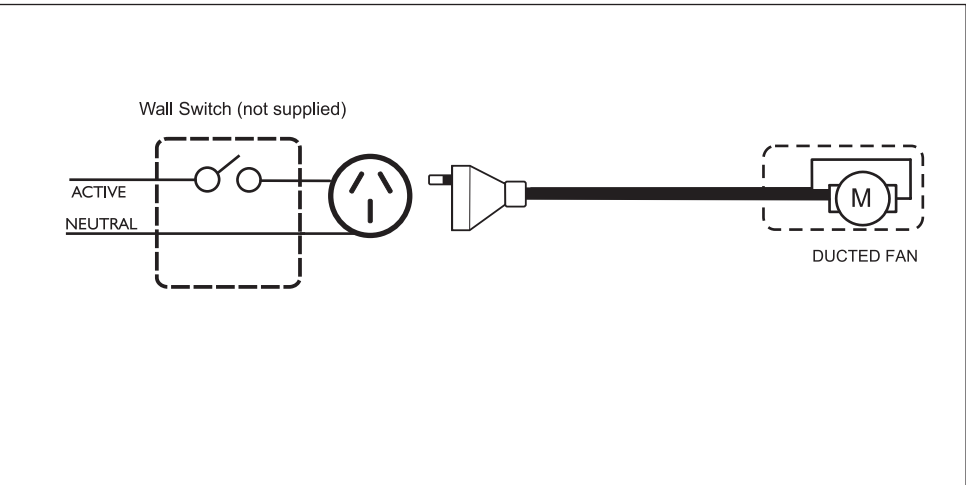 Wall Switch (not supplied)
ACTIVE
NEUTRAL
M
DUCTED FAN